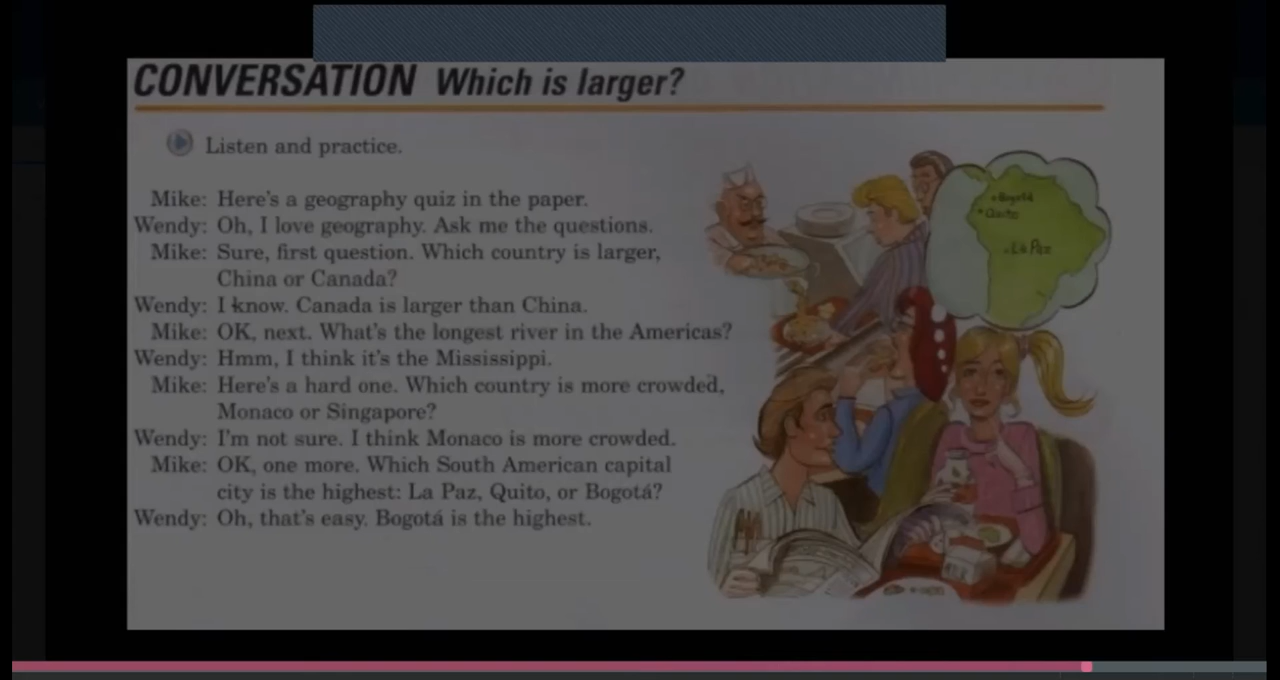 CONVERSATION Which is larger?
Listen and practice.
Mike: Here's a geography quiz in the paper.
Wendy: Oh, I love geography. Ask me the questions.
Mike: Sure, first question. Which country is larger,
China or Canada?
Wendy: I know. Canada is larger than China.
Mike: OK, next. What's the longest river in the Americas?
Wendy: Hmm, I think it's the Mississippi.
Mike: Here's a hard one. Which country is more crowded,
Monaco or Singapore?
Wendy: I'm not sure. I think Monaco is more crowded.
Mike: OK, one more. Which South American capital
city is the highest: La Paz, Quito, or Bogotá?
Wendy: Oh, that's easy. Bogotá is the highest.
Bogotá
Quito
La Paz